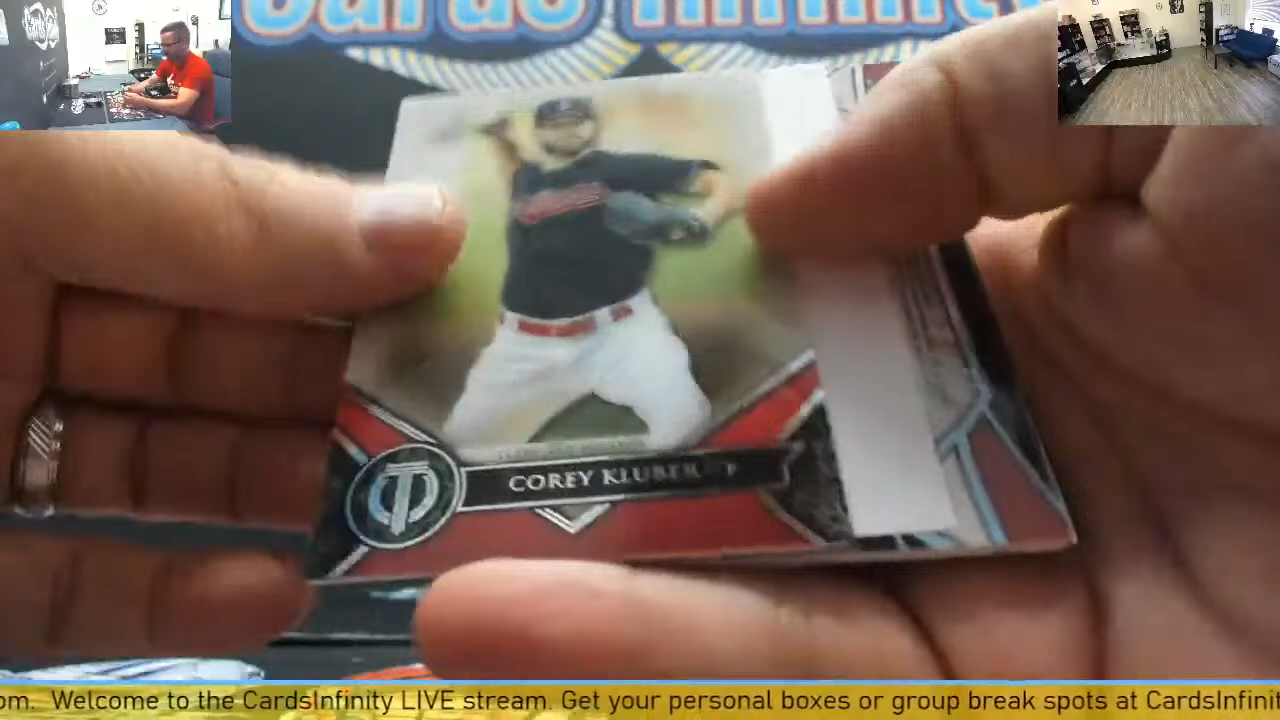 Cards Infinity
COREY KLUBER
om. Welcome to the CardsInfinity LIVE stream. Get your personal boxes or group break spots at CardsInfinit